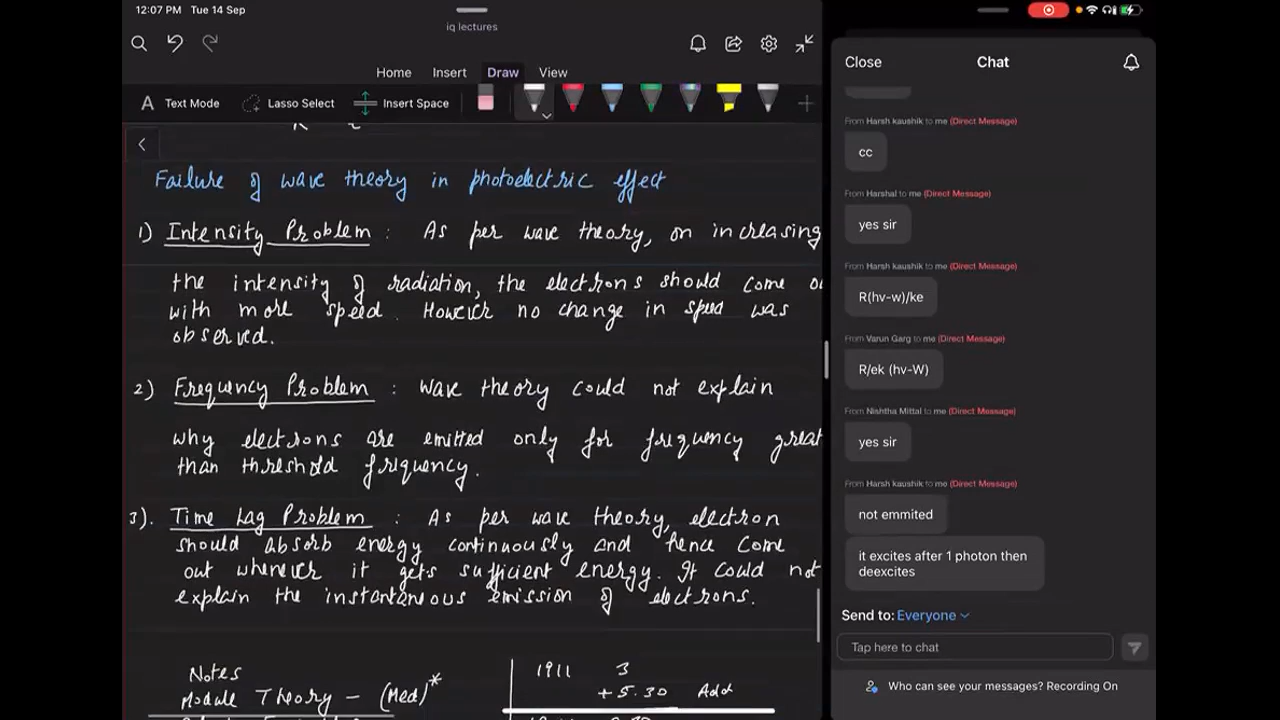 12:07 PM Tue 14 Sep
iq lectures
Home Insert Draw View
A Text Mode Lasso Select Insert Space
Failure of wave theory in photoelectric effect
1) Intensity Problem : As per wave theory, on increasing
the intensity of radiation, the electrons should come
with more speed. However no change in speed was
observed.
2) Frequency Problem : Wave theory could not explain
why electrons are emitted only for frequency great
than threshold frequency.
3). Time Lag Problem : As per wave theory, electron
should absorb energy continuously and hence come
out whenever it gets sufficient energy. It could not
explain the instantaneous emission of electrons.
Notes
Module Theory - (Med)*
1911 3
+5.30 Add
Close Chat
From Harsh kaushik to me (Direct Message)
cc
From Harshal to me (Direct Message)
yes sir
From Harsh kaushik to me (Direct Message)
R(hv-w)/ke
From Varun Garg to me (Direct Message)
R/ek (hv-W)
From Nishtha Mittal to me (Direct Message)
yes sir
From Harsh kaushik to me (Direct Message)
not emmited
it excites after 1 photon then
deexcites
Send to: Everyone
Tap here to chat
Who can see your messages? Recording On